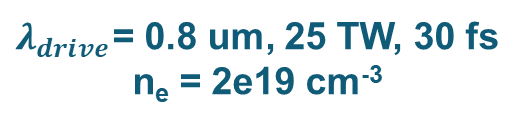 λdrive = 0.8 um, 25 TW, 30 fs
ne = 2e19 cm-3